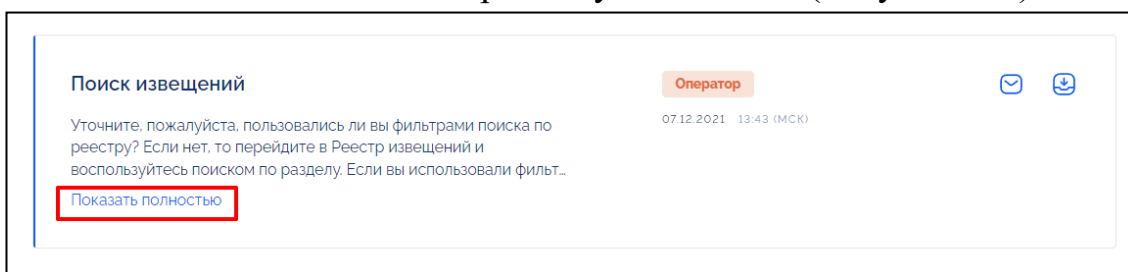 Поиск извещений
Оператор
07.12.2021 13:43 (МСК)
Уточните, пожалуйста, пользовались ли вы фильтрами поиска по
реестру? Если нет, то перейдите в Реестр извещений и
воспользуйтесь поиском по разделу. Если вы использовали фильт...
Показать полностью